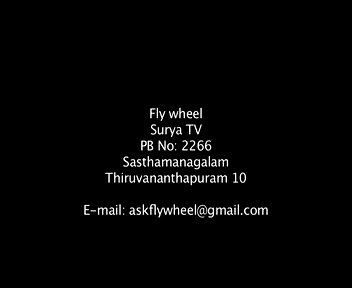 Fly wheel
Surya TV
PB No: 2266
Sasthamanagalam
Thiruvananthapuram 10
E-mail: askflywheel@gmail.com